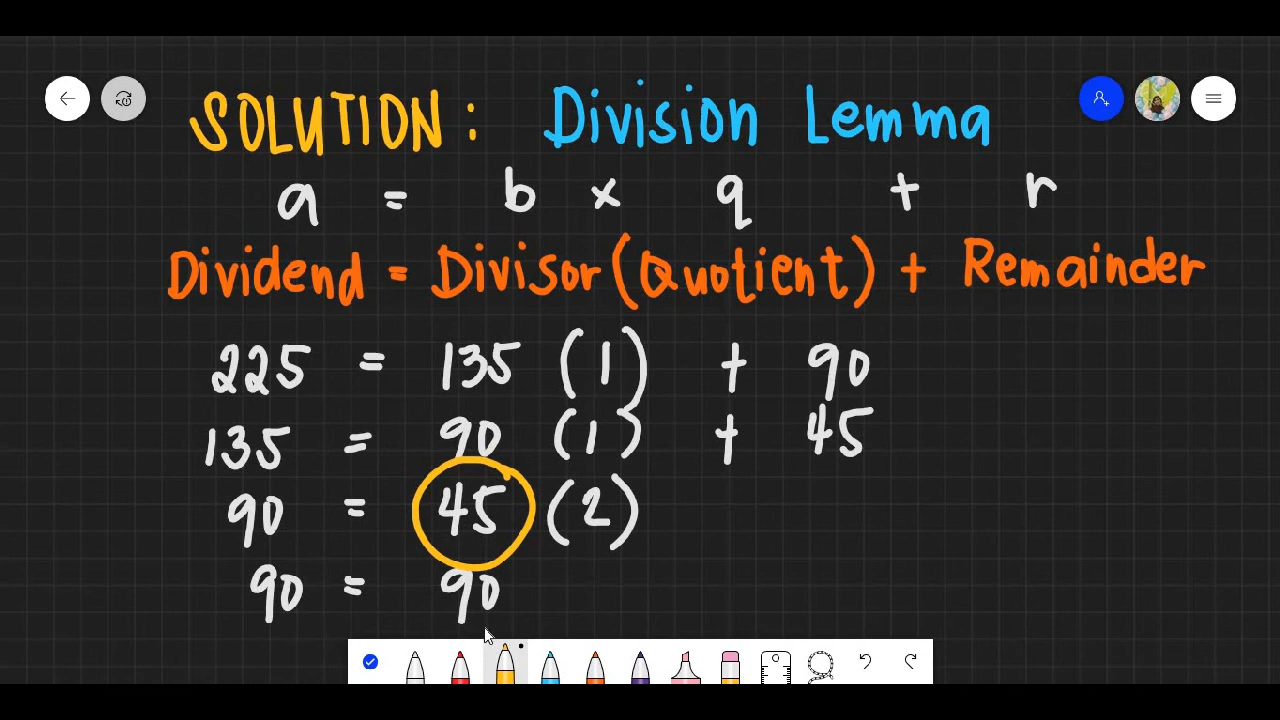 SOLUTION: Division Lemma
a = b × q + r
Dividend = Divisor (Quotient) + Remainder
225 = 135 (1) + 90
135 = 90 (1) + 45
90 = 45 (2)
90 = 90